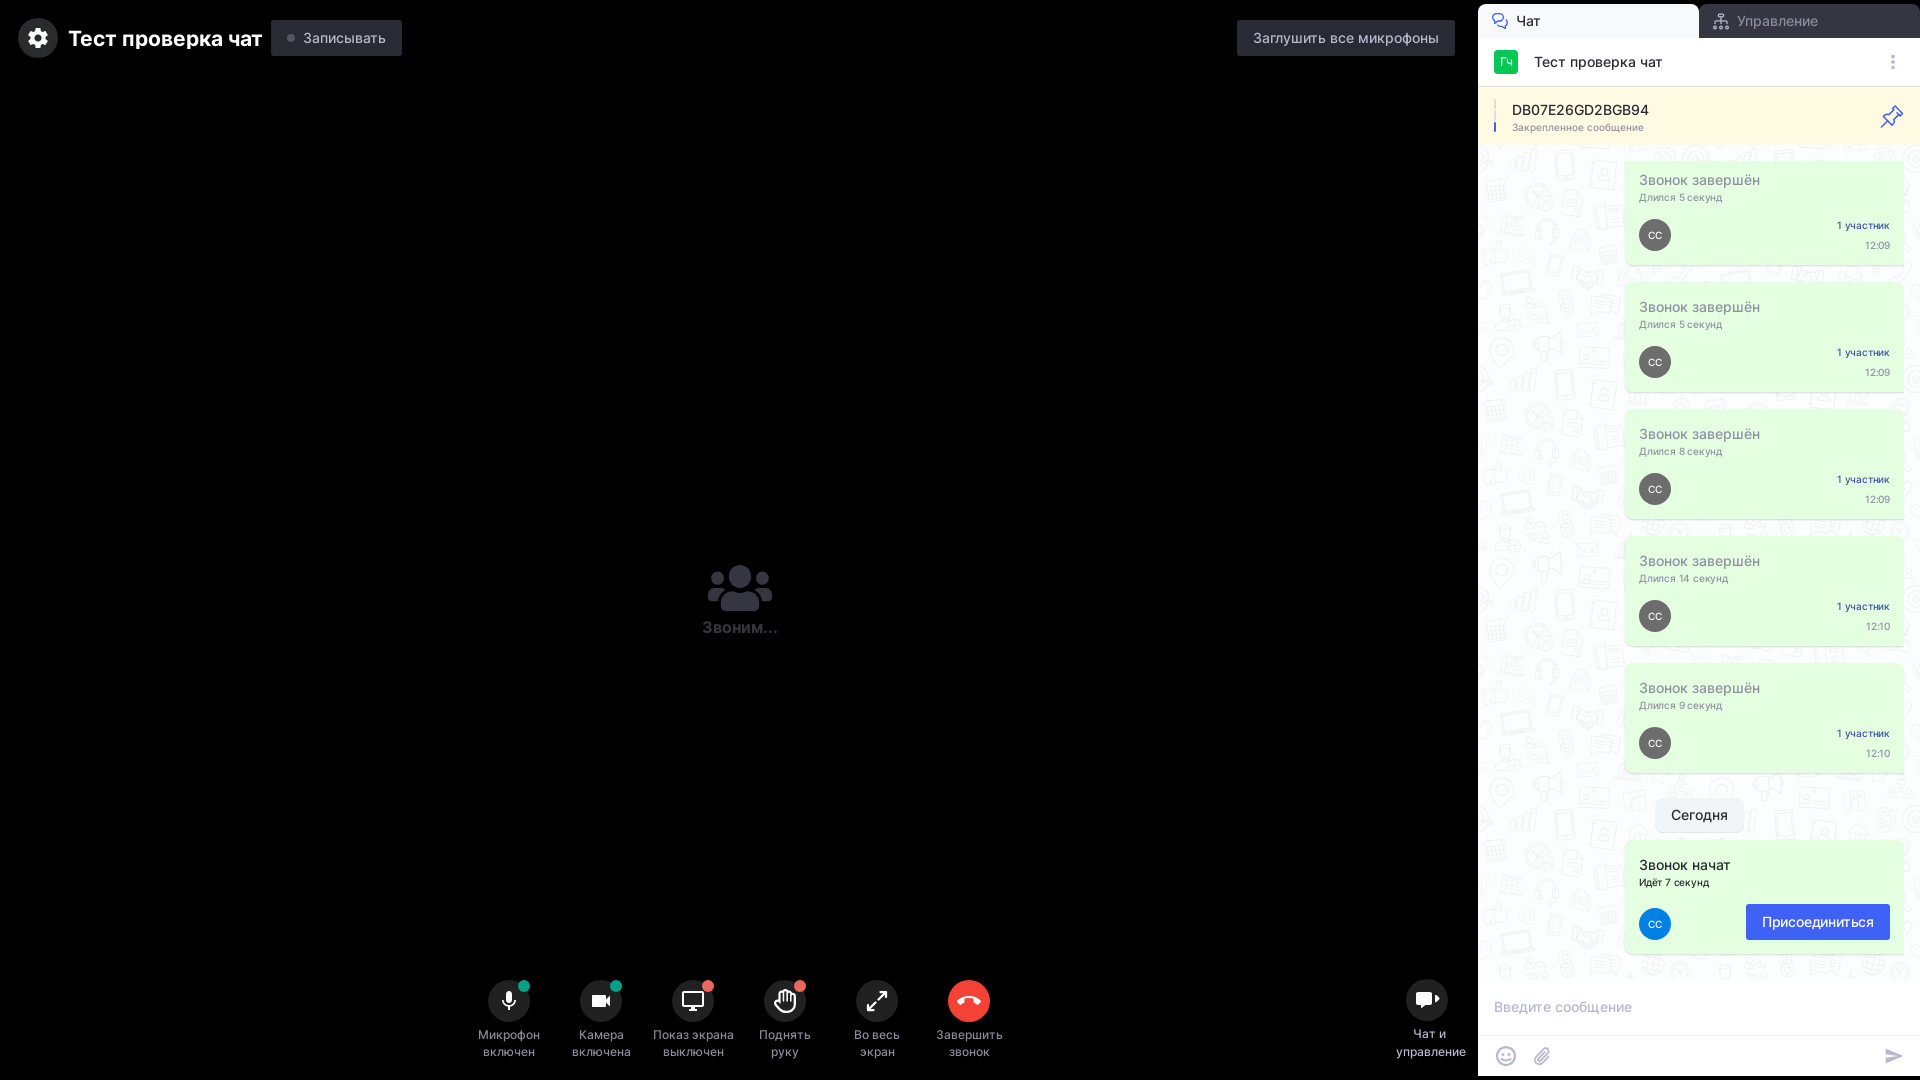 Тест проверка чат
Записывать
Заглушить все микрофоны
Чат
Управление
Гч
Тест проверка чат
DB07E26GD2BGB94
Закрепленное сообщение
Звонок завершён
Длился 5 секунд
СС
1 участник
12:09
Звонок завершён
Длился 5 секунд
СС
1 участник
12:09
Звонок завершён
Длился 8 секунд
СС
1 участник
12:09
Звонок завершён
Длился 14 секунд
СС
1 участник
12:10
Звонок завершён
Длился 9 секунд
СС
1 участник
12:10
Сегодня
Звонок начат
Идёт 7 секунд
СС
Присоединиться
Звоним...
Микрофон
включен
Камера
включена
Показ экрана
выключен
Поднять
руку
Во весь
экран
Завершить
звонок
Чат и
управление
Введите сообщение